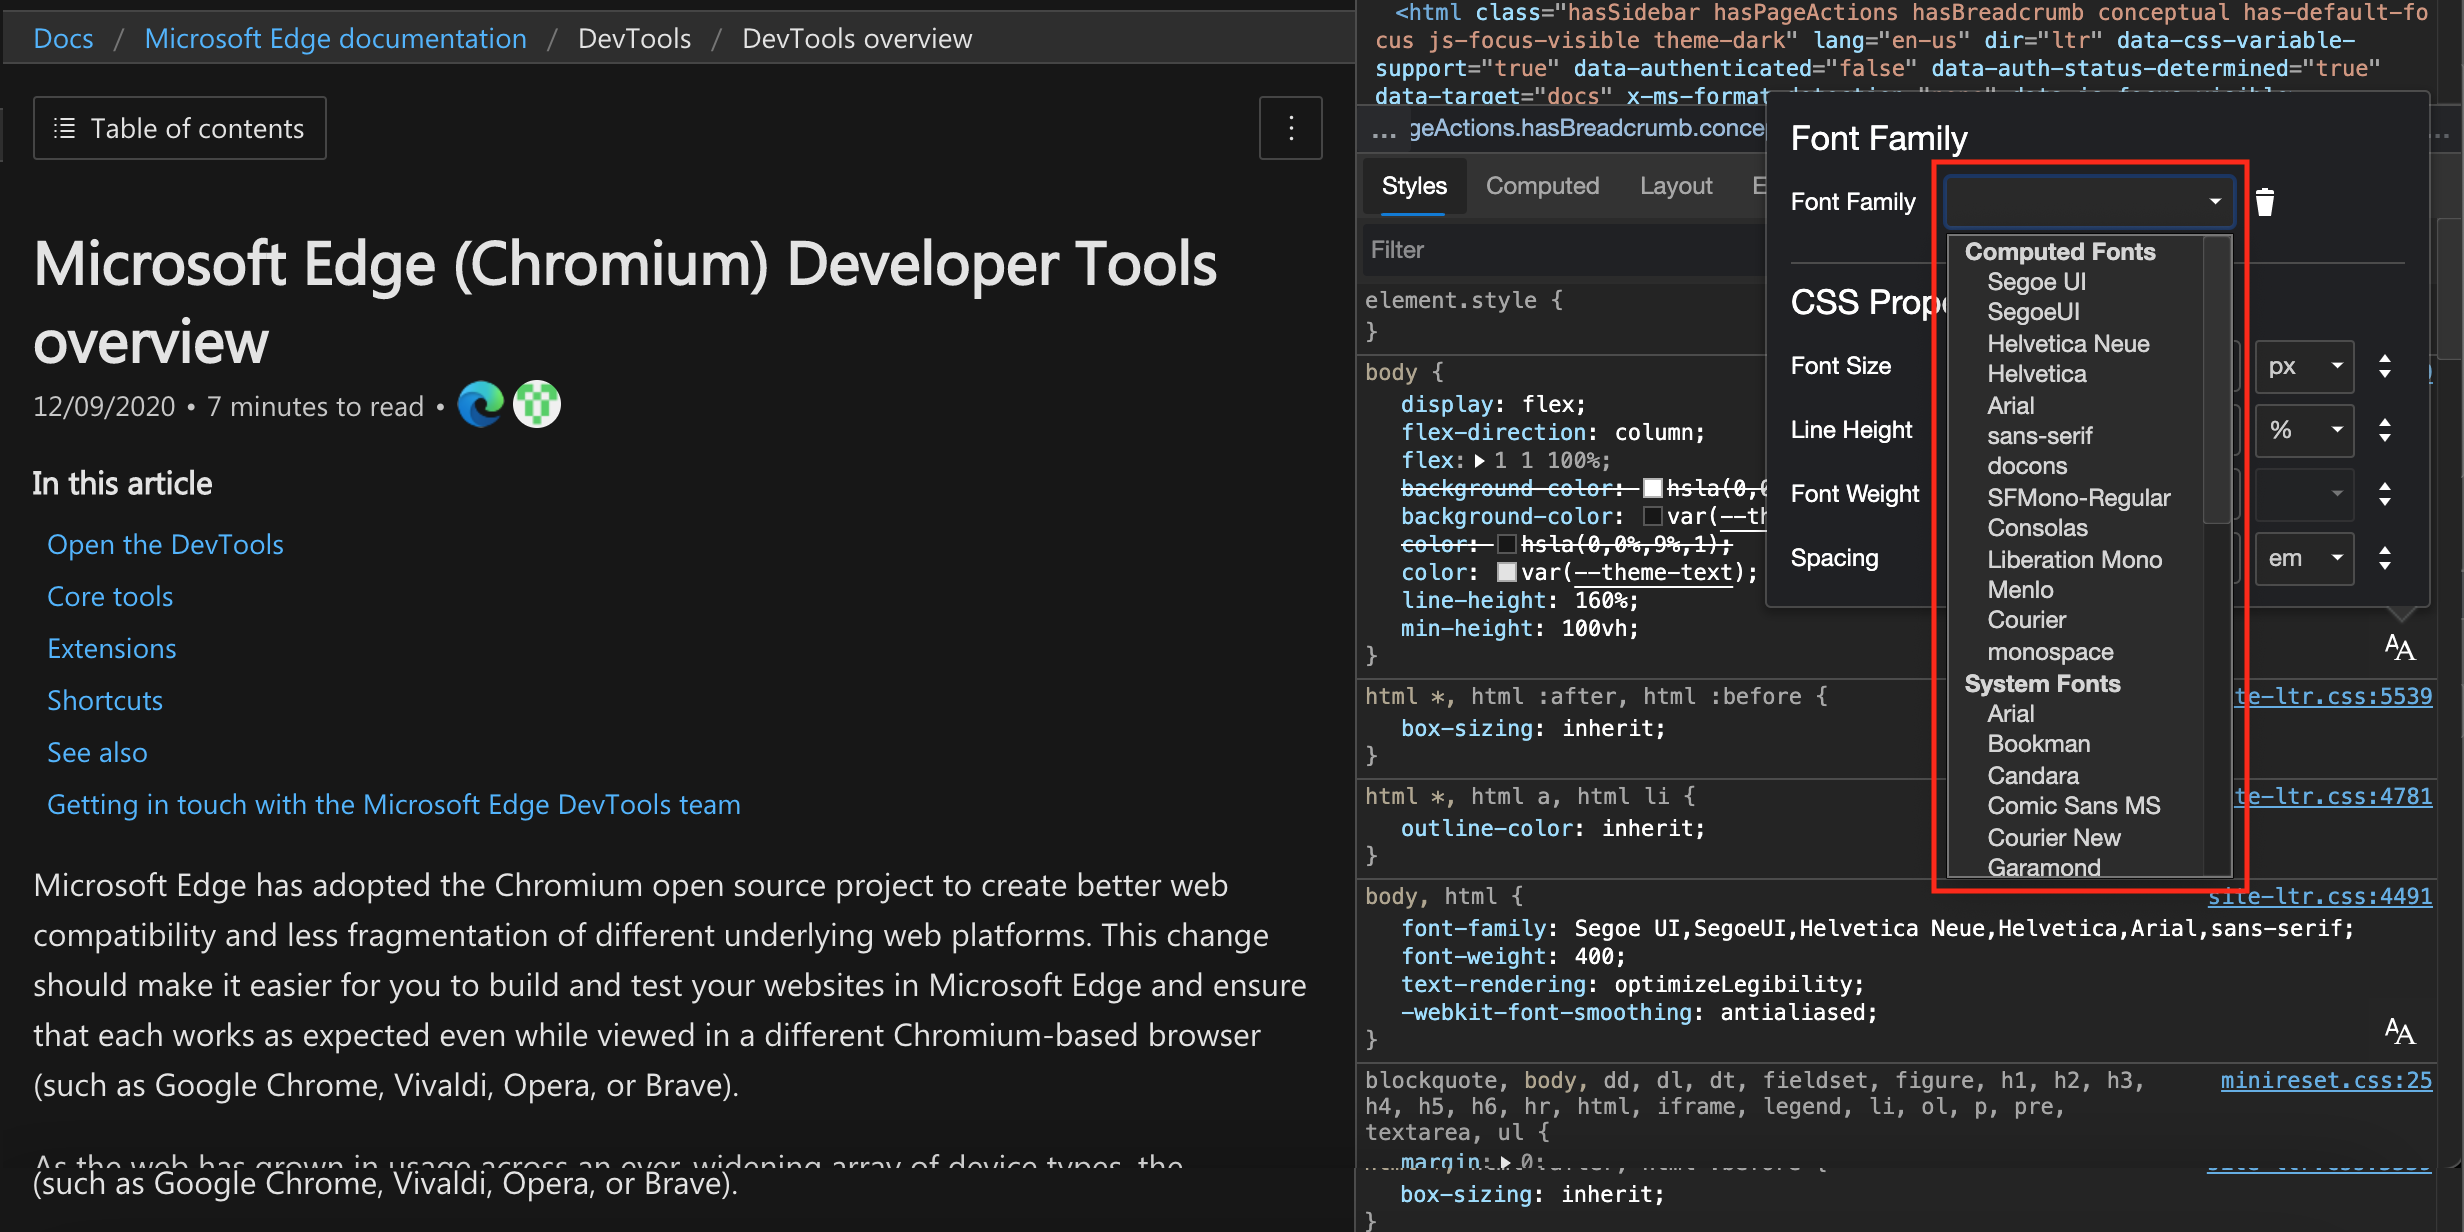 Docs / Microsoft Edge documentation / DevTools / DevTools overview
Table of contents
Microsoft Edge (Chromium) Developer Tools
overview
12/09/2020 • 7 minutes to read •
In this article
Open the DevTools
Core tools
Extensions
Shortcuts
See also
Getting in touch with the Microsoft Edge DevTools team
Microsoft Edge has adopted the Chromium open source project to create better web
compatibility and less fragmentation of different underlying web platforms. This change
should make it easier for you to build and test your websites in Microsoft Edge and ensure
that each works as expected even while viewed in a different Chromium-based browser
(such as Google Chrome, Vivaldi, Opera, or Brave).
As the web has grown in usage across an ever-widening array of device types, the
(such as Google Chrome, Vivaldi, Opera, or Brave).
<html class="hasSidebar hasPageActions hasBreadcrumb conceptual has-default-fo
cus js-focus-visible theme-dark" lang="en-us" dir="ltr" data-css-variable-
support="true" data-authenticated="false" data-auth-status-determined="true"
data-target="docs" x-ms-format-detection="none"
... geActions.hasBreadcrumb.conce
Styles Computed Layout E
Filter
element.style {
}
body {
display: flex;
flex-direction: column;
flex: 1 1 100%;
background-color: hsla(0,0
background-color: var(--th
color: hsla(0,0%,9%,1);
color: var(--theme-text);
line-height: 160%;
min-height: 100vh;
}
html *, html :after, html :before {
te-ltr.css:5539
box-sizing: inherit;
}
html *, html a, html li {
te-ltr.css:4781
outline-color: inherit;
}
body, html {
site-ltr.css:4491
font-family: Segoe UI,SegoeUI,Helvetica Neue,Helvetica,Arial,sans-serif;
font-weight: 400;
text-rendering: optimizeLegibility;
-webkit-font-smoothing: antialiased;
}
blockquote, body, dd, dl, dt, fieldset, figure, h1, h2, h3,
minireset.css:25
h4, h5, h6, hr, html, iframe, legend, li, ol, p, pre,
textarea, ul {
margin: 0;
box-sizing: inherit;
}
Font Family
Font Family
CSS Prope
Font Size
px
Line Height
%
Font Weight
Spacing
em
Computed Fonts
Segoe UI
SegoeUI
Helvetica Neue
Helvetica
Arial
sans-serif
docons
SFMono-Regular
Consolas
Liberation Mono
Menlo
Courier
monospace
System Fonts
Arial
Bookman
Candara
Comic Sans MS
Courier New
Garamond
AA
AA